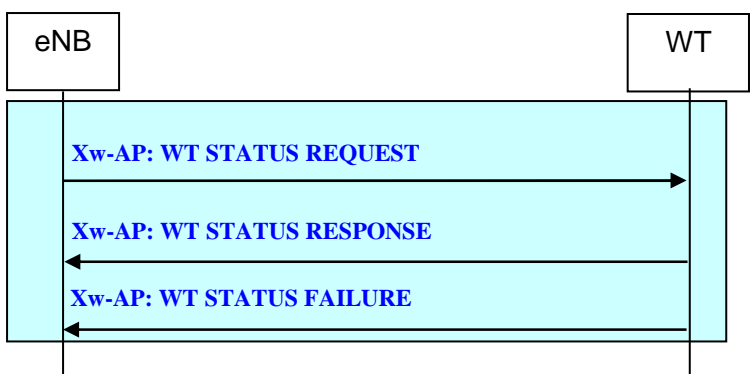 eNB
WT
Xw-AP: WT STATUS REQUEST
Xw-AP: WT STATUS RESPONSE
Xw-AP: WT STATUS FAILURE